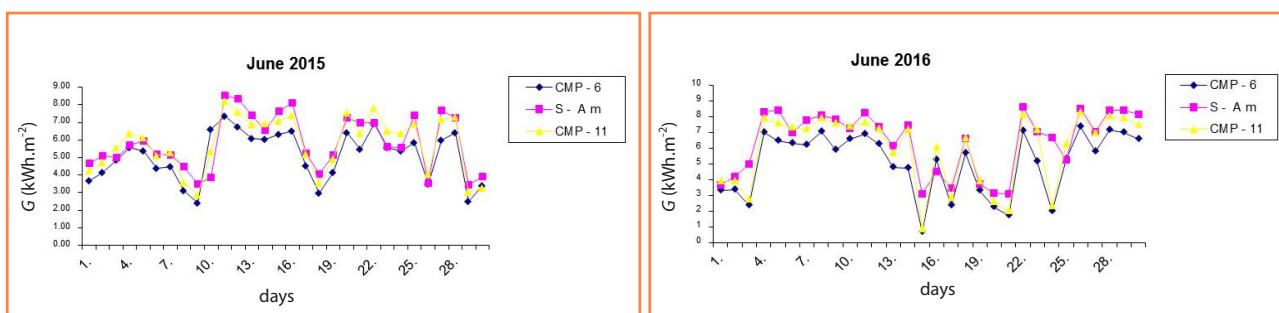 June 2015
CMP - 6
S - A m
CMP - 11
G (kWh.m-2)
9.00
8.00
7.00
6.00
5.00
4.00
3.00
2.00
1.00
0.00
1. 4. 7. 10. 13. 16. 19. 22. 25. 28.
days
June 2016
CMP - 6
S - A m
CMP - 11
G (kWh.m-2)
10
9
8
7
6
5
4
3
2
1
0
1. 4. 7. 10. 13. 16. 19. 22. 25. 28.
days